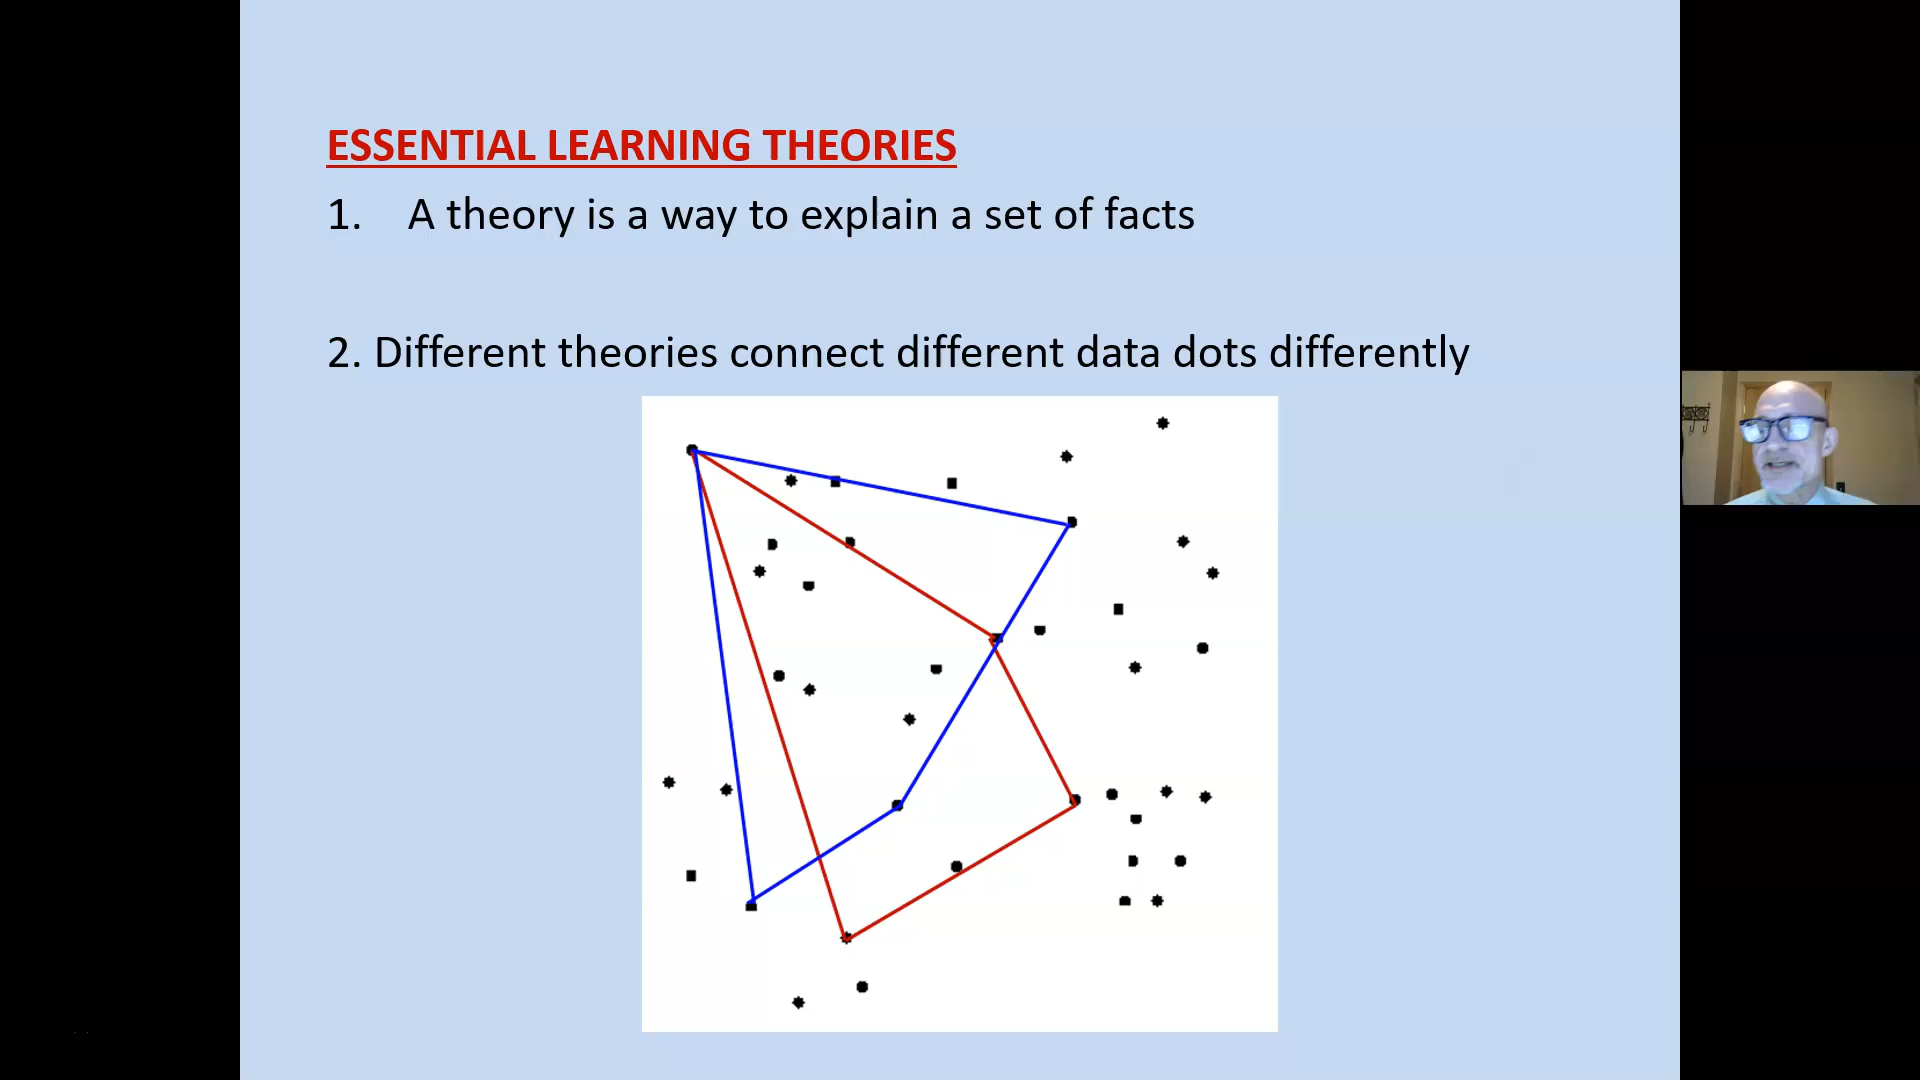 ESSENTIAL LEARNING THEORIES
1. A theory is a way to explain a set of facts
2. Different theories connect different data dots differently